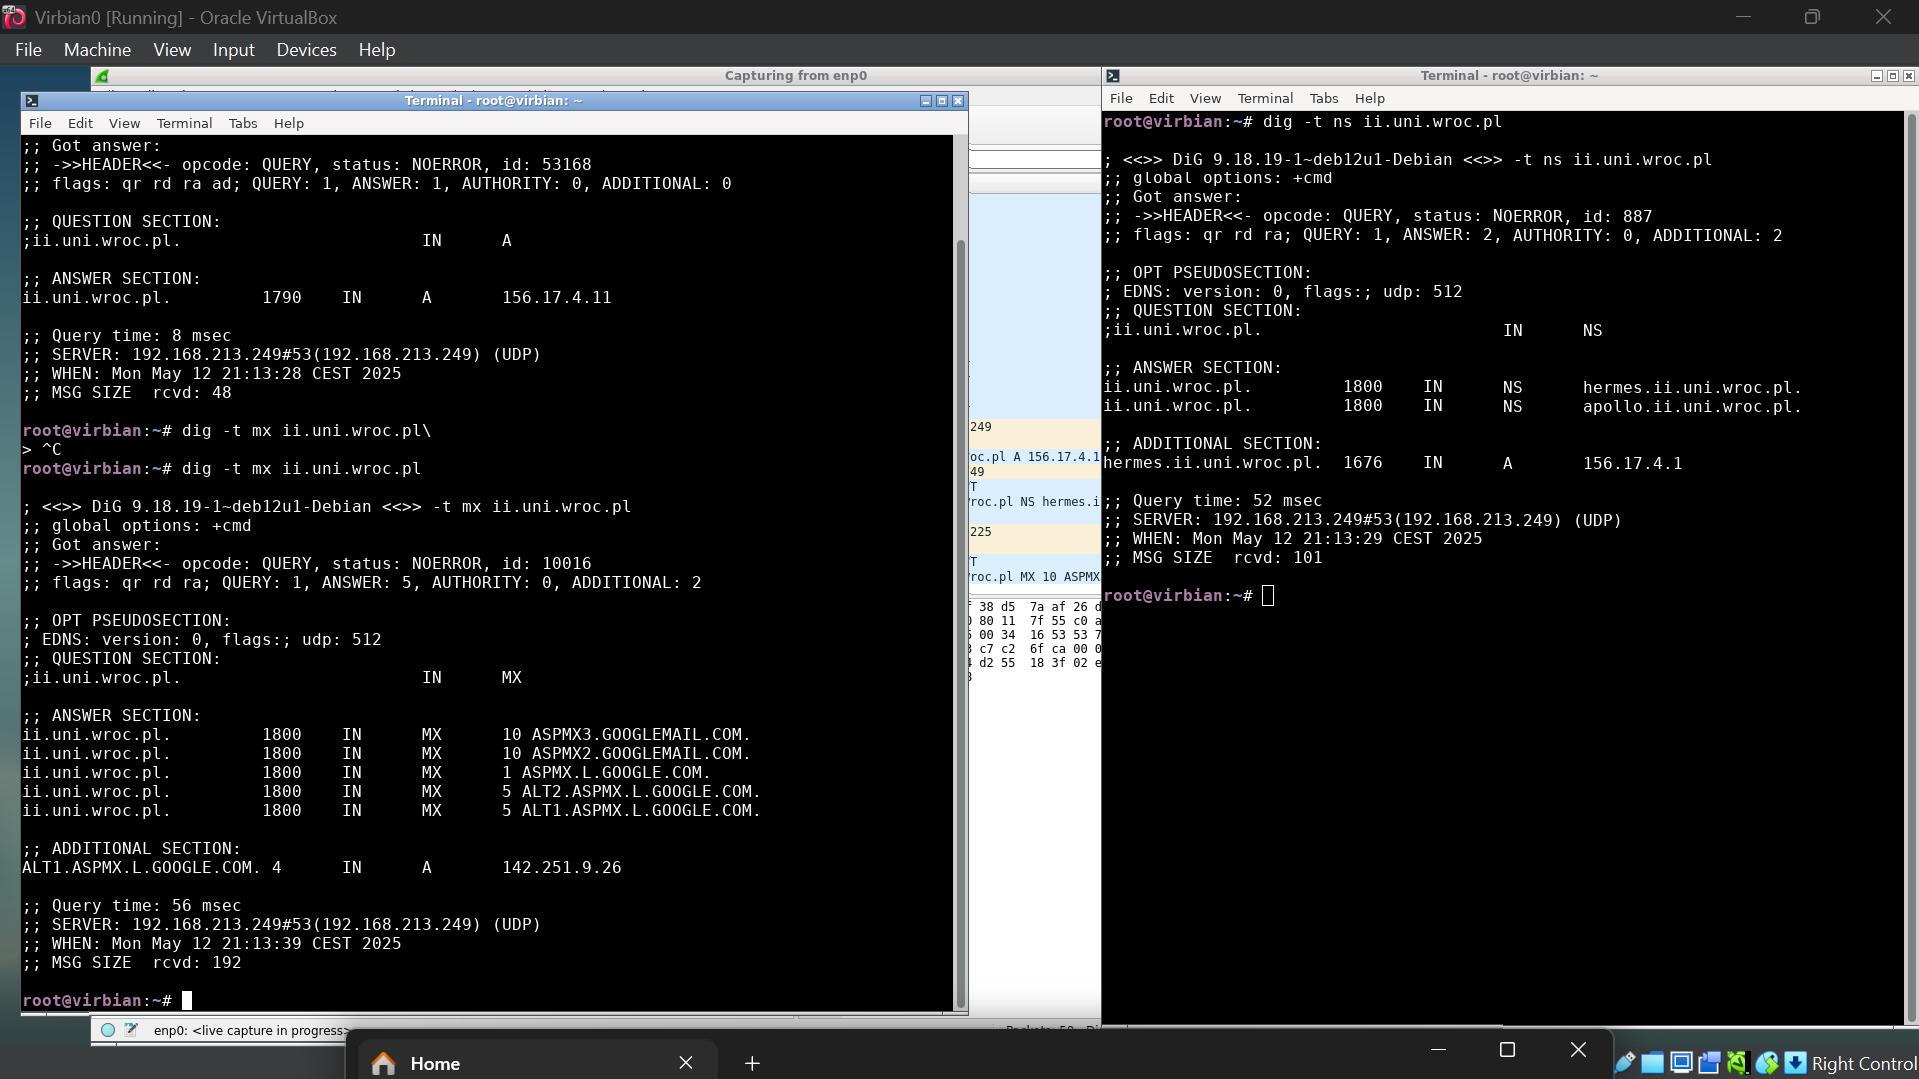 Virbian0 [Running] - Oracle VirtualBox
File Machine View Input Devices Help
Capturing from enp0
Terminal - root@virbian: ~
File Edit View Terminal Tabs Help
;; Got answer:
;; ->>HEADER<<- opcode: QUERY, status: NOERROR, id: 53168
;; flags: qr rd ra ad; QUERY: 1, ANSWER: 1, AUTHORITY: 0, ADDITIONAL: 0
;; QUESTION SECTION:
;ii.uni.wroc.pl. IN A
;; ANSWER SECTION:
ii.uni.wroc.pl. 1790 IN A 156.17.4.11
;; Query time: 8 msec
;; SERVER: 192.168.213.249#53(192.168.213.249) (UDP)
;; WHEN: Mon May 12 21:13:28 CEST 2025
;; MSG SIZE rcvd: 48
root@virbian:~# dig -t mx ii.uni.wroc.pl\
> ^C
root@virbian:~# dig -t mx ii.uni.wroc.pl
; <<>> DiG 9.18.19-1~deb12u1-Debian <<>> -t mx ii.uni.wroc.pl
;; global options: +cmd
;; Got answer:
;; ->>HEADER<<- opcode: QUERY, status: NOERROR, id: 10016
;; flags: qr rd ra; QUERY: 1, ANSWER: 5, AUTHORITY: 0, ADDITIONAL: 2
;; OPT PSEUDOSECTION:
; EDNS: version: 0, flags:; udp: 512
;; QUESTION SECTION:
;ii.uni.wroc.pl. IN MX
;; ANSWER SECTION:
ii.uni.wroc.pl. 1800 IN MX 10 ASPMX3.GOOGLEMAIL.COM.
ii.uni.wroc.pl. 1800 IN MX 10 ASPMX2.GOOGLEMAIL.COM.
ii.uni.wroc.pl. 1800 IN MX 1 ASPMX.L.GOOGLE.COM.
ii.uni.wroc.pl. 1800 IN MX 5 ALT2.ASPMX.L.GOOGLE.COM.
ii.uni.wroc.pl. 1800 IN MX 5 ALT1.ASPMX.L.GOOGLE.COM.
;; ADDITIONAL SECTION:
ALT1.ASPMX.L.GOOGLE.COM. 4 IN A 142.251.9.26
;; Query time: 56 msec
;; SERVER: 192.168.213.249#53(192.168.213.249) (UDP)
;; WHEN: Mon May 12 21:13:39 CEST 2025
;; MSG SIZE rcvd: 192
root@virbian:~#
249
oc.pl A 156.17.4.1
49
T
roc.pl NS hermes.i
225
T
roc.pl MX 10 ASPMX
38 d5 7a af 26
80 11 7f 55 c0
00 34 16 53 53
c7 c2 6f ca 00
d2 55 18 3f 02
enp0: <live capture in progress>
Terminal - root@virbian: ~
File Edit View Terminal Tabs Help
root@virbian:~# dig -t ns ii.uni.wroc.pl
; <<>> DiG 9.18.19-1~deb12u1-Debian <<>> -t ns ii.uni.wroc.pl
;; global options: +cmd
;; Got answer:
;; ->>HEADER<<- opcode: QUERY, status: NOERROR, id: 887
;; flags: qr rd ra; QUERY: 1, ANSWER: 2, AUTHORITY: 0, ADDITIONAL: 2
;; OPT PSEUDOSECTION:
; EDNS: version: 0, flags:; udp: 512
;; QUESTION SECTION:
;ii.uni.wroc.pl. IN NS
;; ANSWER SECTION:
ii.uni.wroc.pl. 1800 IN NS hermes.ii.uni.wroc.pl.
ii.uni.wroc.pl. 1800 IN NS apollo.ii.uni.wroc.pl.
;; ADDITIONAL SECTION:
hermes.ii.uni.wroc.pl. 1676 IN A 156.17.4.1
;; Query time: 52 msec
;; SERVER: 192.168.213.249#53(192.168.213.249) (UDP)
;; WHEN: Mon May 12 21:13:29 CEST 2025
;; MSG SIZE rcvd: 101
root@virbian:~#
Home
Right Control